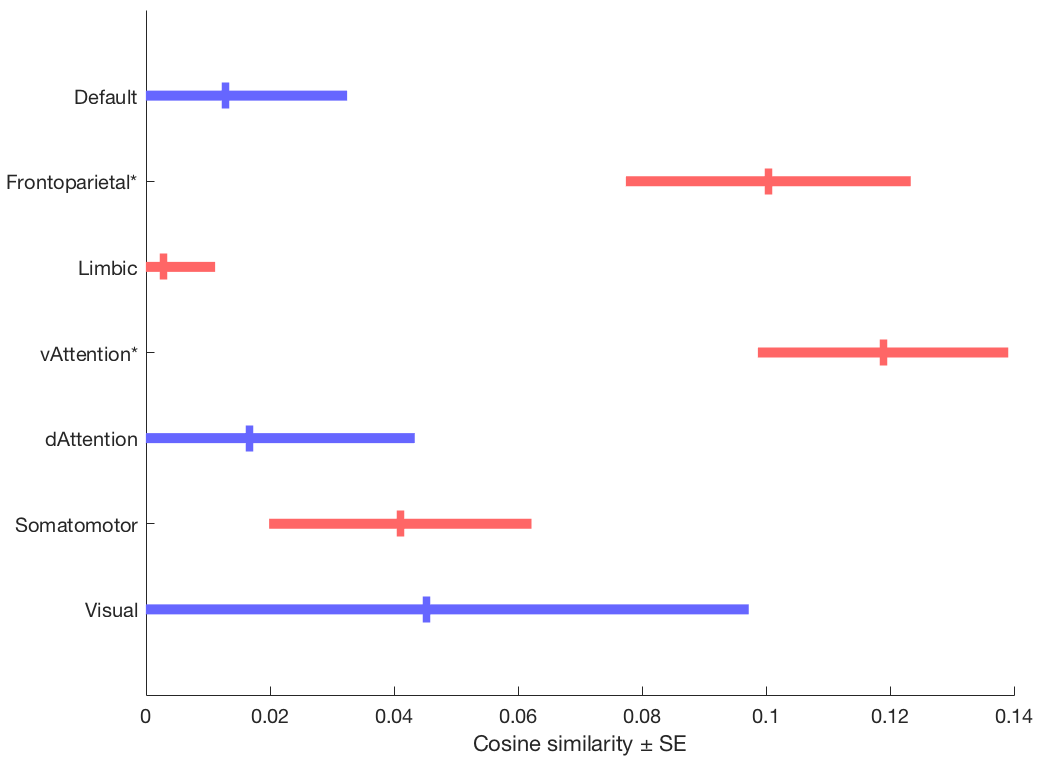 Default
Frontoparietal*
Limbic
vAttention*
dAttention
Somatomotor
Visual
0 0.02 0.04 0.06 0.08 0.1 0.12 0.14
Cosine similarity ± SE